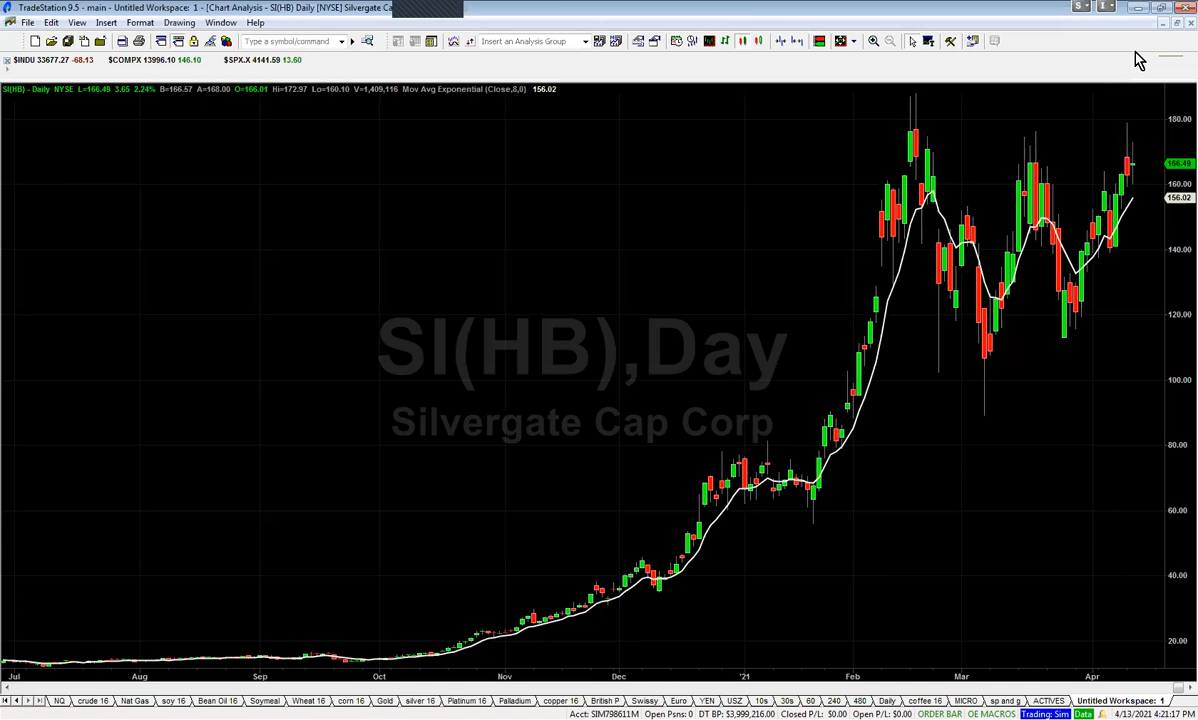 TradeStation 9.5 - main - Untitled Workspace: 1 - [Chart Analysis - SI(HB) Daily [NYSE] Silvergate Ca
S
I
File Edit View Insert Format Drawing Window Help
Type a symbol/command
Insert an Analysis Group
$INDU 33677.27 -68.13 $COMPX 13996.10 146.10 $SPX.X 4141.59 13.60
SI(HB) - Daily NYSE L=166.49 3.65 2.24% B=166.57 A=168.00 O=166.01 Hi=172.97 Lo=160.10 V=1,409,116 Mov Avg Exponential (Close,8,0) 156.02
180.00
166.49
160.00
156.02
140.00
120.00
100.00
80.00
60.00
40.00
20.00
SI(HB),Day
Silvergate Cap Corp
Jul Aug Sep Oct Nov Dec '21 Feb Mar Apr
NQ crude 16 Nat Gas soy 16 Bean Oil 16 Soymeal Wheat 16 corn 16 Gold silver 16 Platinum 16 Palladium copper 16 British P Swissy Euro YEN USZ 10s 30s 60 240 480 Daily coffee 16 MICRO sp and g ACTIVES Untitled Workspace: 1
Acct: SIM798611M Open Psns: 0 DT BP: $3,999,216.00 Closed P/L: $0.00 Open P/L: $0.00 ORDER BAR OE MACROS Trading: Sim Data 4/13/2021 4:21:17 PM